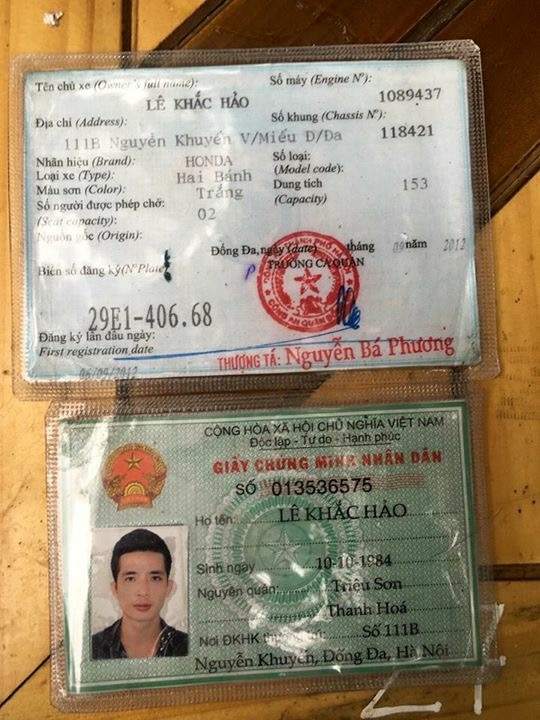 Tên chủ xe (Owner's full name):
LÊ KHẮC HẢO
Số máy (Engine Nº):
1089437
Địa chỉ (Address):
Số khung (Chassis Nº):
111B Nguyễn Khuyến V/Miếu Đ/Đa
118421
Nhãn hiệu (Brand): HONDA
Số loại:
(Model code):
Loại xe (Type): Hai Bánh
Màu sơn (Color): Trắng
Dung tích 153
(Capacity)
Số người được phép chở: 02
(Seat capacity):
Nguồn gốc (Origin):
Đống Đa, ngày (date) tháng 09 năm 2012
TRƯỞNG CA QUẬN
Biển số đăng ký (Nº Plate)
29E1-406.68
Đăng ký lần đầu ngày:
First registration date
06/09/2012
THƯỢNG TÁ: Nguyễn Bá Phương
CỘNG HÒA XÃ HỘI CHỦ NGHĨA VIỆT NAM
Độc lập - Tự do - Hạnh phúc
GIẤY CHỨNG MINH NHÂN DÂN
SỐ 013536575
Họ tên: LÊ KHẮC HẢO
Sinh ngày 10-10-1984
Nguyên quán: Triệu Sơn
Thanh Hoá
Nơi ĐKHK thường trú: Số 111B
Nguyễn Khuyến, Đống Đa, Hà Nội